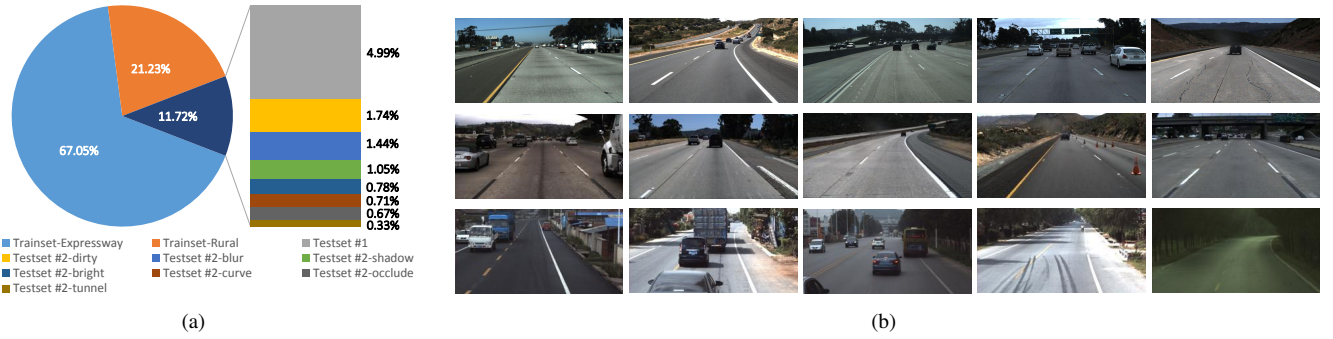 67.05%
21.23%
11.72%
4.99%
1.74%
1.44%
1.05%
0.78%
0.71%
0.67%
0.33%
Trainset-Expressway Trainset-Rural Testset #1
Testset #2-dirty Testset #2-blur Testset #2-shadow
Testset #2-bright Testset #2-curve Testset #2-occlude
Testset #2-tunnel
(a)
(b)